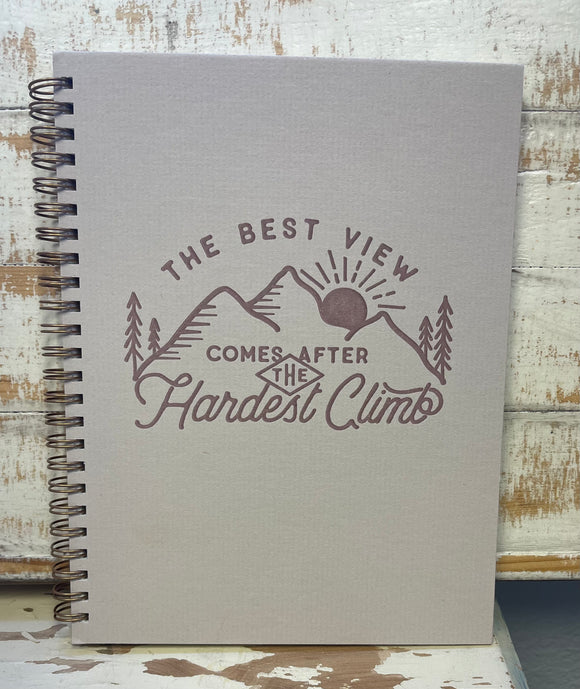 THE BEST VIEW
COMES AFTER
THE
Hardest Climb